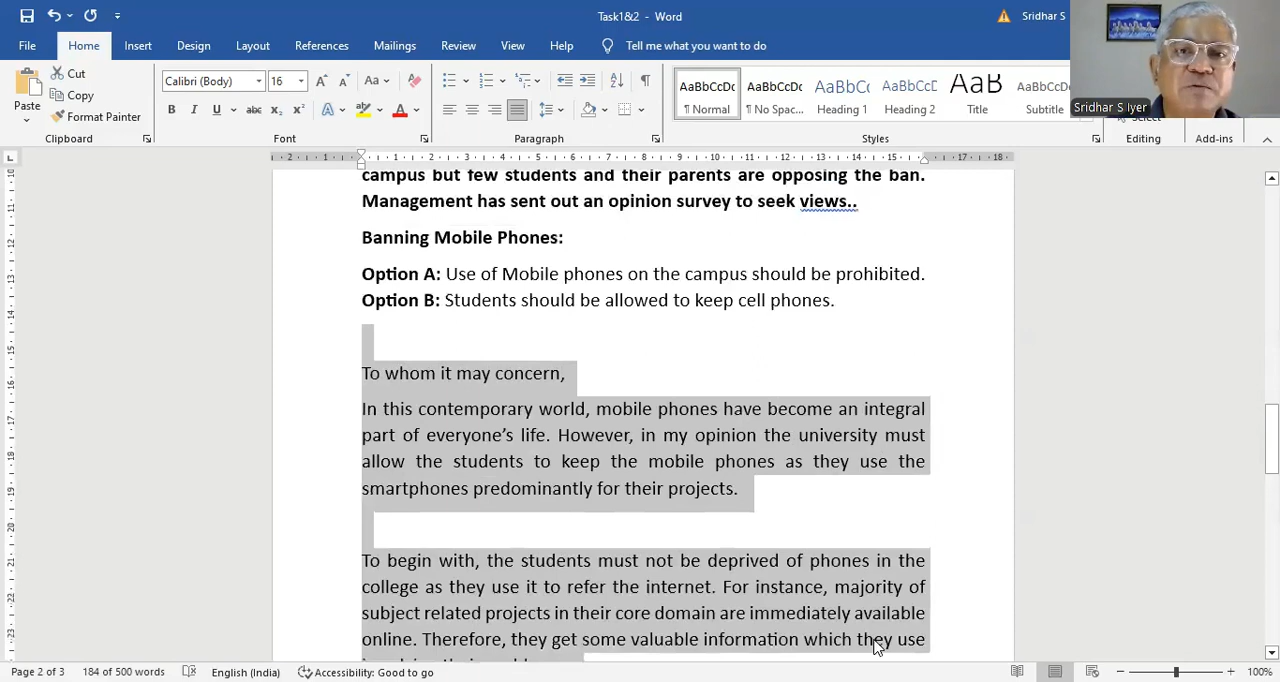 Task1&2 - Word
Sridhar S
File Home Insert Design Layout References Mailings Review View Help Tell me what you want to do
Cut
Copy
Format Painter
Paste
Calibri (Body) 16
AaBbCcDc AaBbCcDc AaBbCc AaBbCcD AaB AaBbCc
¶ Normal ¶ No Spac... Heading 1 Heading 2 Title Subtitle
Sridhar S Iyer
Select
Clipboard Font Paragraph Styles Editing Add-ins
campus but few students and their parents are opposing the ban.
Management has sent out an opinion survey to seek views..
Banning Mobile Phones:
Option A: Use of Mobile phones on the campus should be prohibited.
Option B: Students should be allowed to keep cell phones.
To whom it may concern,
In this contemporary world, mobile phones have become an integral
part of everyone’s life. However, in my opinion the university must
allow the students to keep the mobile phones as they use the
smartphones predominantly for their projects.
To begin with, the students must not be deprived of phones in the
college as they use it to refer the internet. For instance, majority of
subject related projects in their core domain are immediately available
online. Therefore, they get some valuable information which they use
Page 2 of 3 184 of 500 words English (India) Accessibility: Good to go 100%